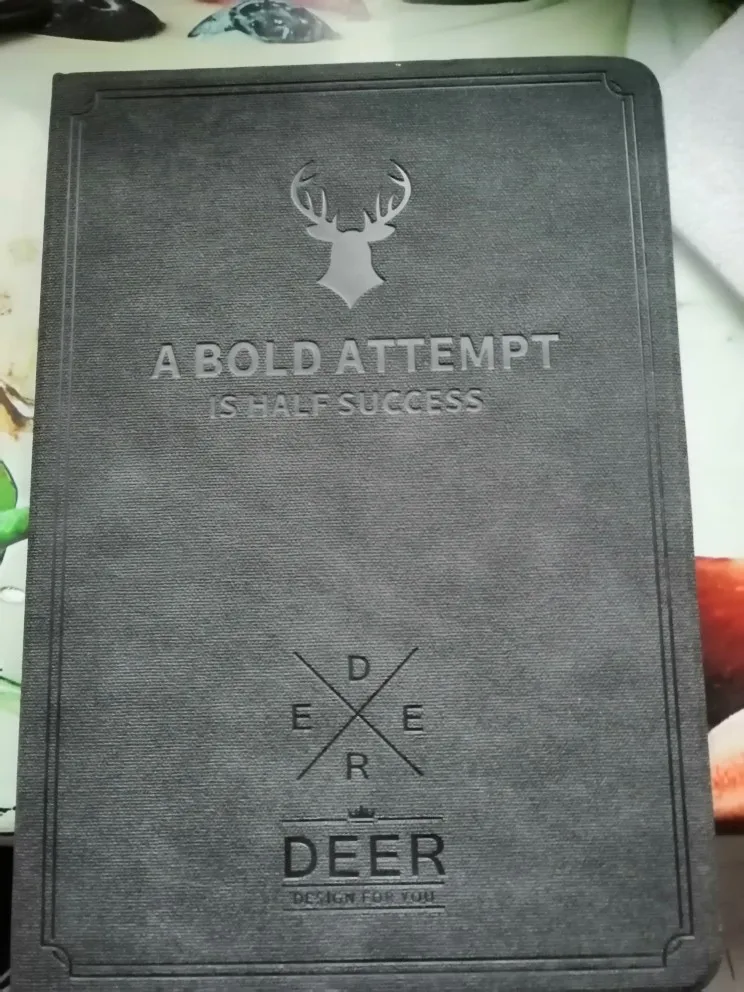 A BOLD ATTEMPT
IS HALF SUCCESS
D
E E
R
DEER
DESIGN FOR YOU